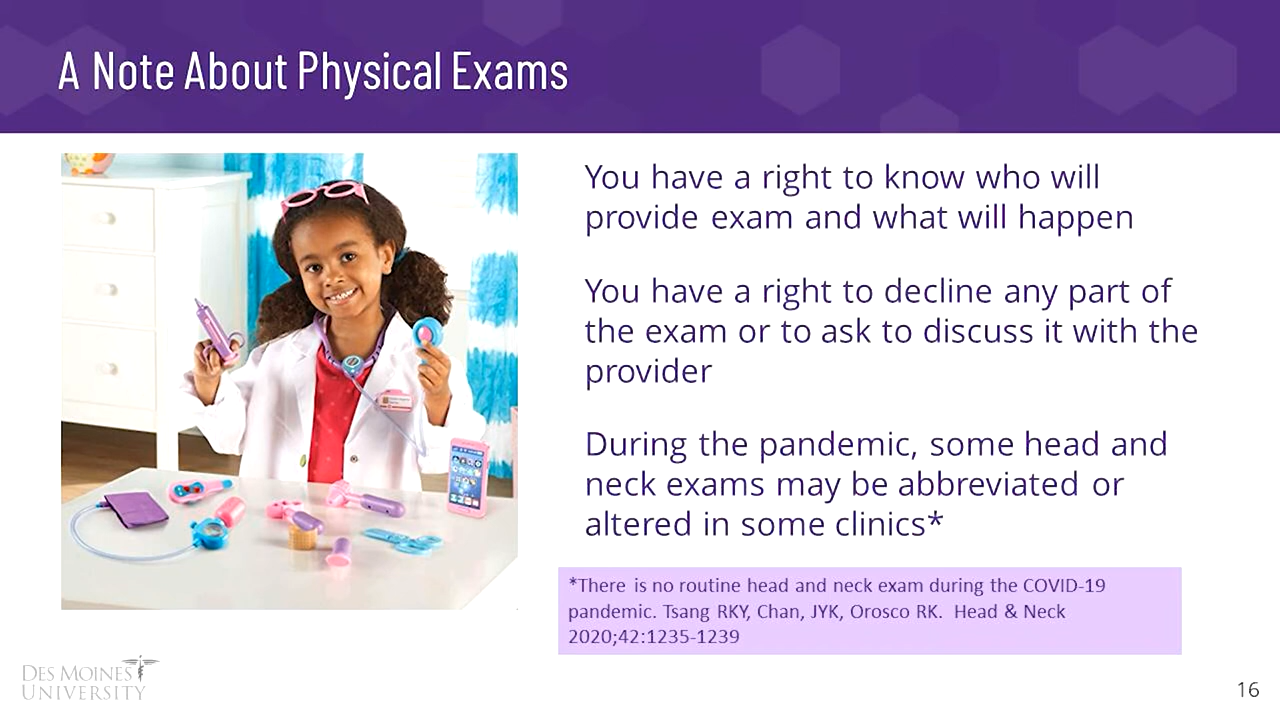 A Note About Physical Exams
You have a right to know who will
provide exam and what will happen
You have a right to decline any part of
the exam or to ask to discuss it with the
provider
During the pandemic, some head and
neck exams may be abbreviated or
altered in some clinics*
*There is no routine head and neck exam during the COVID-19
pandemic. Tsang RKY, Chan, JYK, Orosco RK. Head & Neck
2020;42:1235-1239
DES MOINES
UNIVERSITY
16